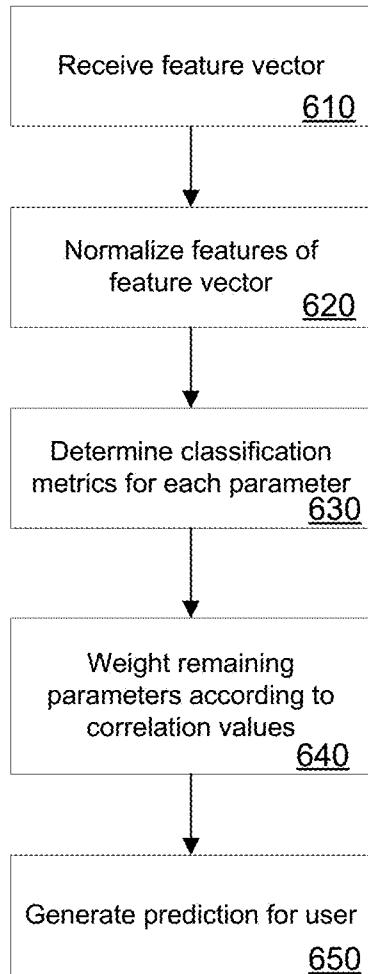 Receive feature vector
610
Normalize features of
feature vector
620
Determine classification
metrics for each parameter
630
Weight remaining
parameters according to
correlation values
640
Generate prediction for user
650